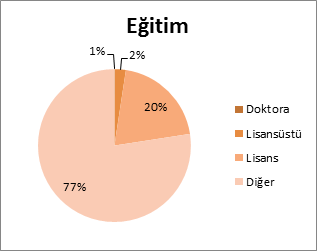 Eğitim
1%
2%
20%
77%
Doktora
Lisansüstü
Lisans
Diğer